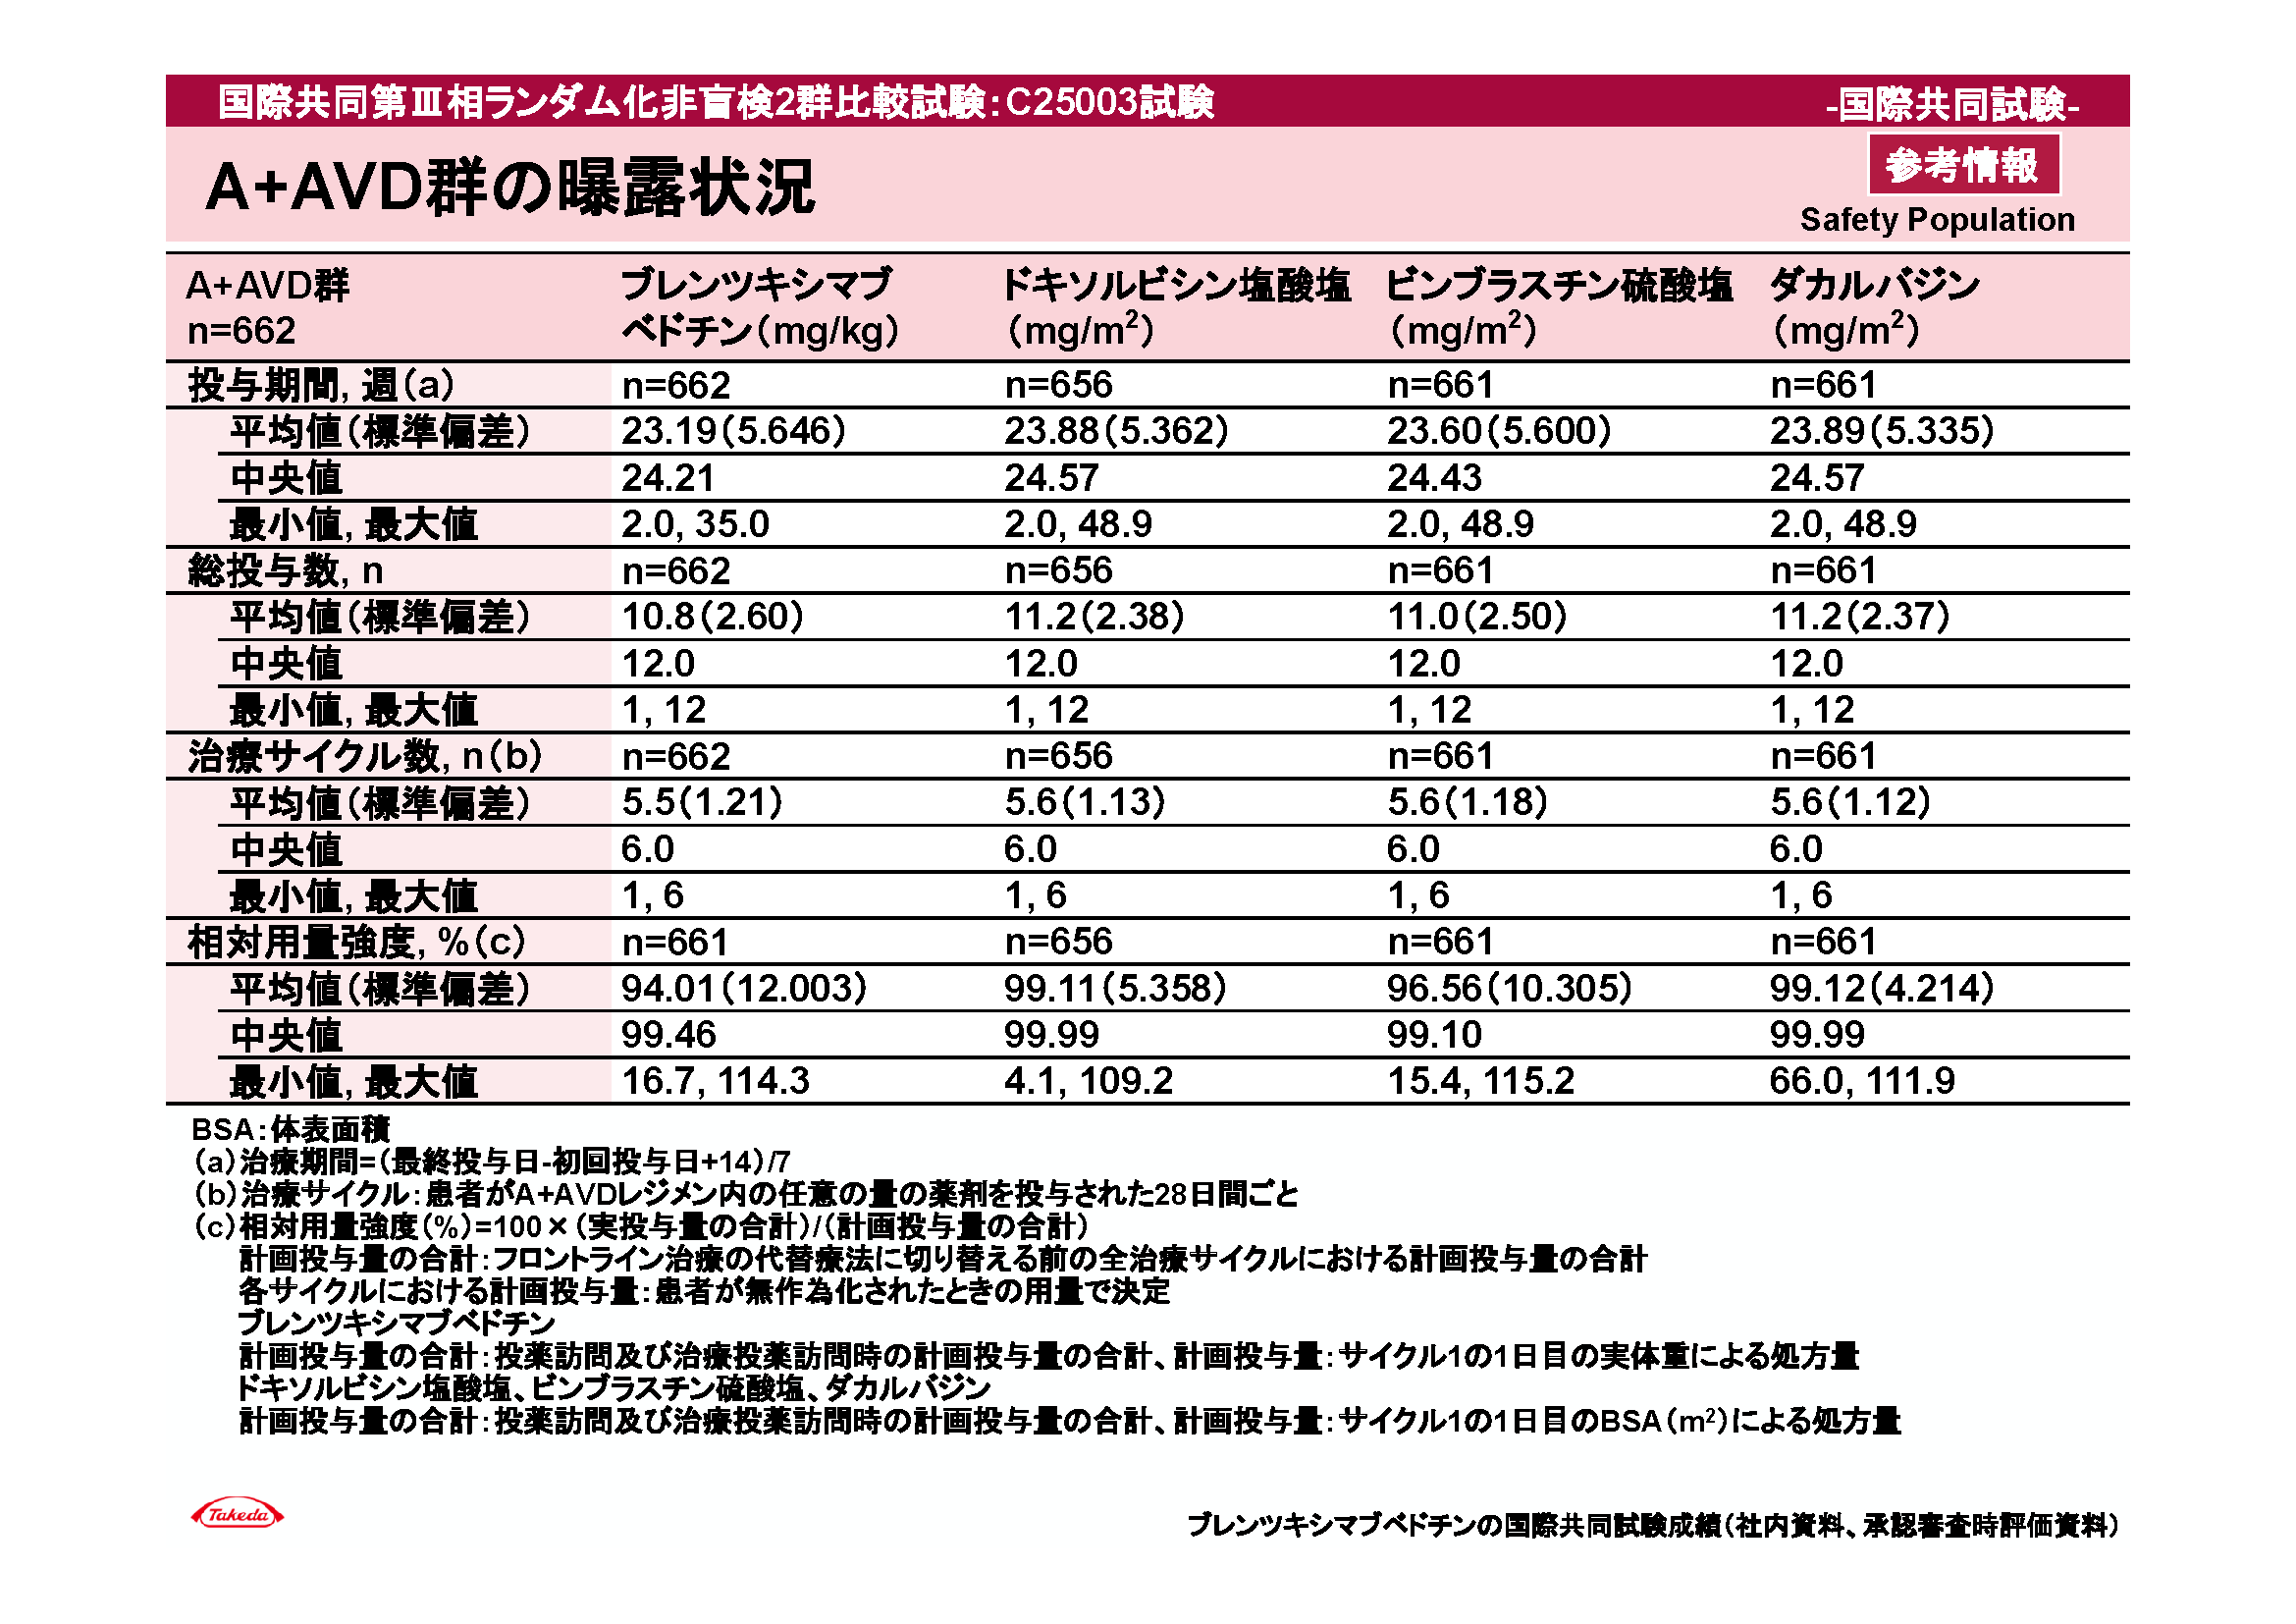 国際共同第Ⅲ相ランダム化非盲検2群比較試験：C25003試験
-国際共同試験-
参考情報
A+AVD群の曝露状況
Safety Population
A+AVD群 ブレンツキシマブ ドキソルビシン塩酸塩 ビンブラスチン硫酸塩 ダカルバジン
n=662 ベドチン（mg/kg） （mg/m²） （mg/m²） （mg/m²）
投与期間, 週（a） n=662 n=656 n=661 n=661
平均値（標準偏差） 23.19（5.646） 23.88（5.362） 23.60（5.600） 23.89（5.335）
中央値 24.21 24.57 24.43 24.57
最小値, 最大値 2.0, 35.0 2.0, 48.9 2.0, 48.9 2.0, 48.9
総投与数, n n=662 n=656 n=661 n=661
平均値（標準偏差） 10.8（2.60） 11.2（2.38） 11.0（2.50） 11.2（2.37）
中央値 12.0 12.0 12.0 12.0
最小値, 最大値 1, 12 1, 12 1, 12 1, 12
治療サイクル数, n（b） n=662 n=656 n=661 n=661
平均値（標準偏差） 5.5（1.21） 5.6（1.13） 5.6（1.18） 5.6（1.12）
中央値 6.0 6.0 6.0 6.0
最小値, 最大値 1, 6 1, 6 1, 6 1, 6
相対用量強度, %（c） n=661 n=656 n=661 n=661
平均値（標準偏差） 94.01（12.003） 99.11（5.358） 96.56（10.305） 99.12（4.214）
中央値 99.46 99.99 99.10 99.99
最小値, 最大値 16.7, 114.3 4.1, 109.2 15.4, 115.2 66.0, 111.9
BSA：体表面積
（a）治療期間=（最終投与日-初回投与日+14）/7
（b）治療サイクル：患者がA+AVDレジメン内の任意の量の薬剤を投与された28日間ごと
（c）相対用量強度（%）=100×（実投与量の合計）/（計画投与量の合計）
計画投与量の合計：フロントライン治療の代替療法に切り替える前の全治療サイクルにおける計画投与量の合計
各サイクルにおける計画投与量：患者が無作為化されたときの用量で決定
ブレンツキシマブベドチン
計画投与量の合計：投薬訪問及び治療投薬訪問時の計画投与量の合計、計画投与量：サイクル1の1日目の実体重による処方量
ドキソルビシン塩酸塩、ビンブラスチン硫酸塩、ダカルバジン
計画投与量の合計：投薬訪問及び治療投薬訪問時の計画投与量の合計、計画投与量：サイクル1の1日目のBSA（m²）による処方量
Takeda
ブレンツキシマブベドチンの国際共同試験成績（社内資料、承認審査時評価資料）